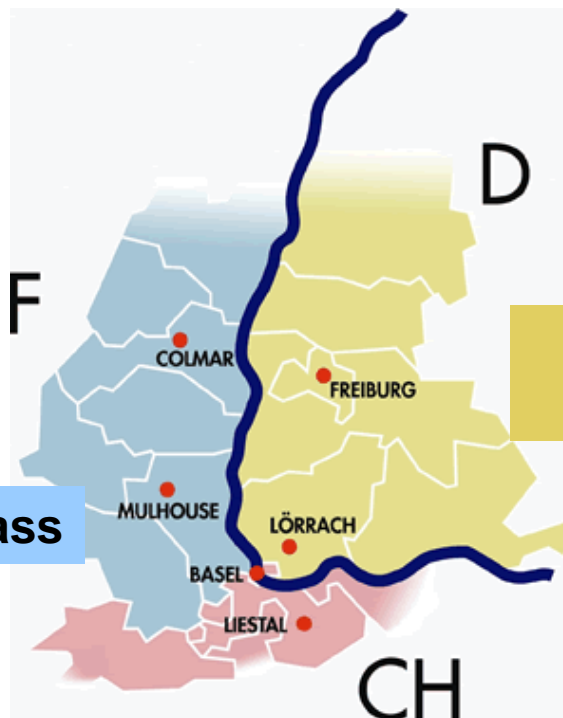 D
F
COLMAR
FREIBURG
MULHOUSE
ass
LÖRRACH
BASEL
LIESTAL
CH